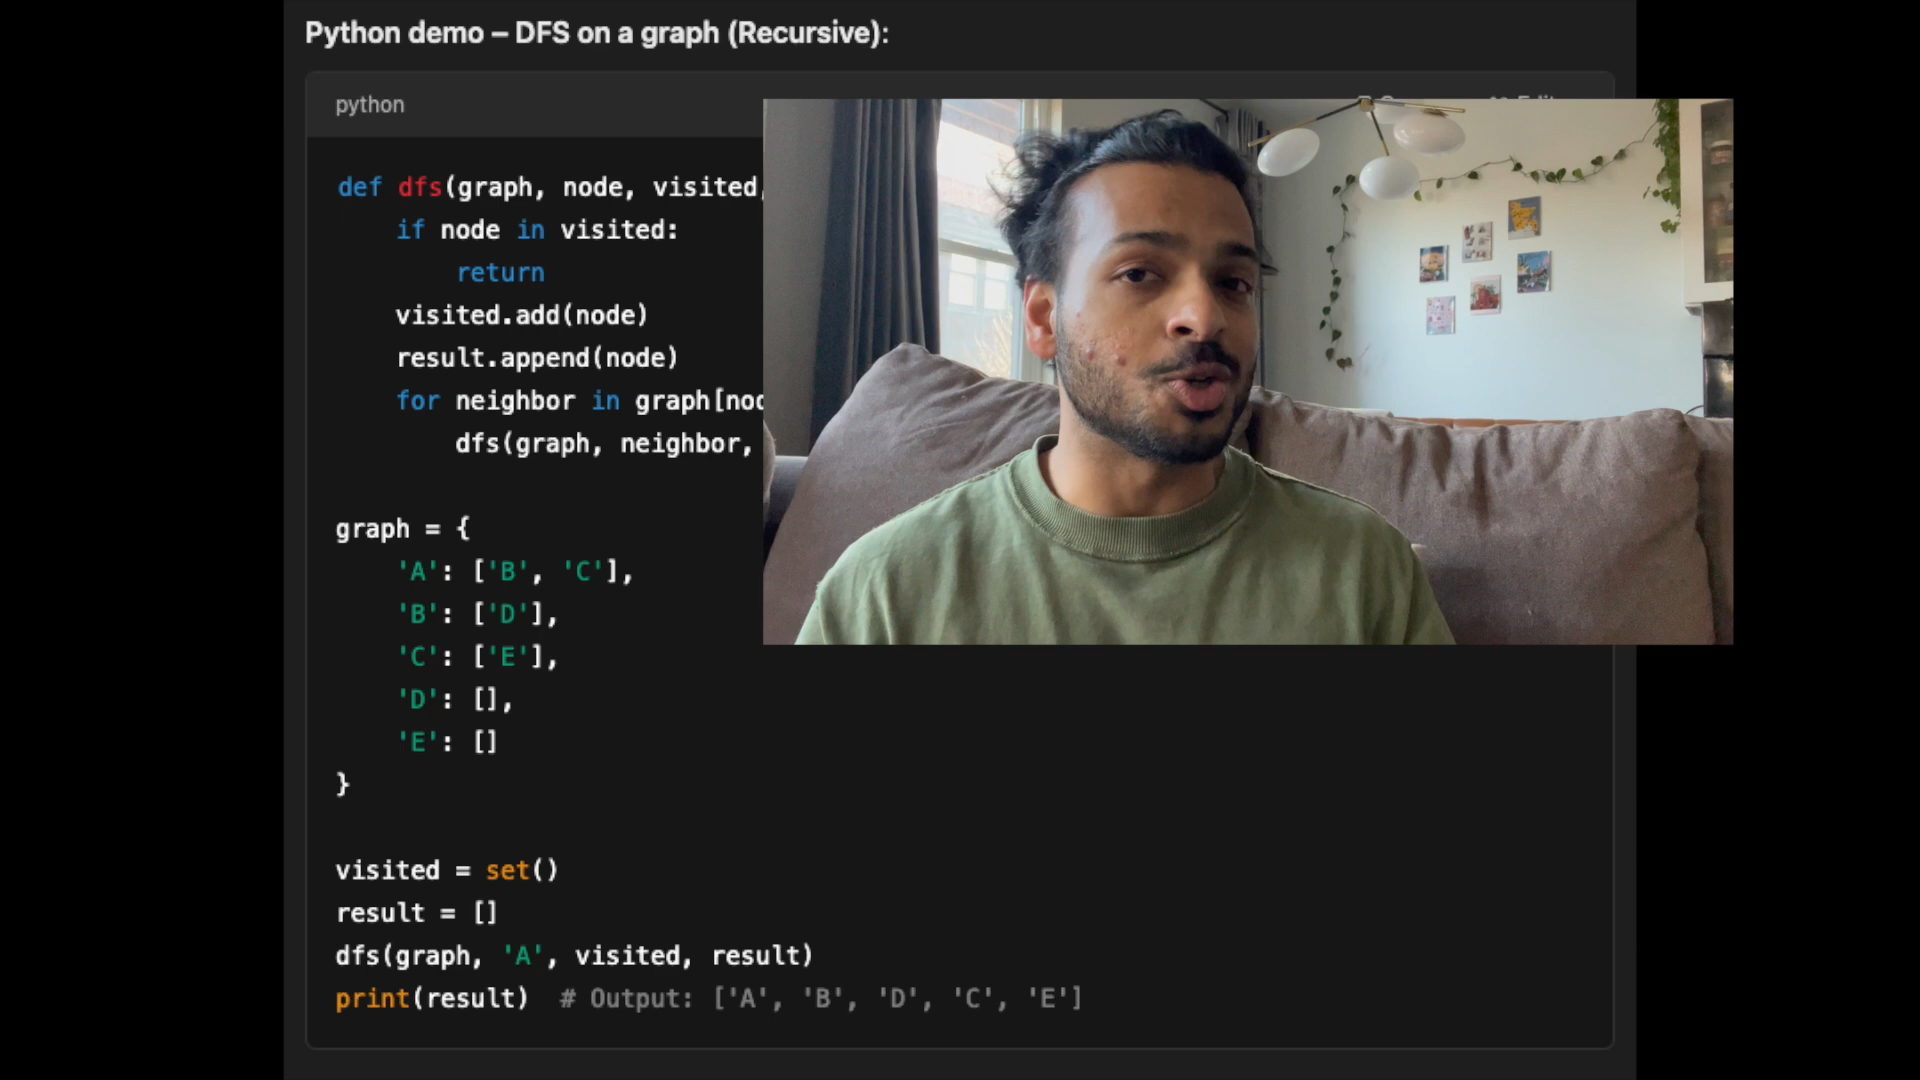 Python demo – DFS on a graph (Recursive):
python
def dfs(graph, node, visited,
    if node in visited:
        return
    visited.add(node)
    result.append(node)
    for neighbor in graph[nod
        dfs(graph, neighbor,
graph = {
    'A': ['B', 'C'],
    'B': ['D'],
    'C': ['E'],
    'D': [],
    'E': []
}
visited = set()
result = []
dfs(graph, 'A', visited, result)
print(result)  # Output: ['A', 'B', 'D', 'C', 'E']